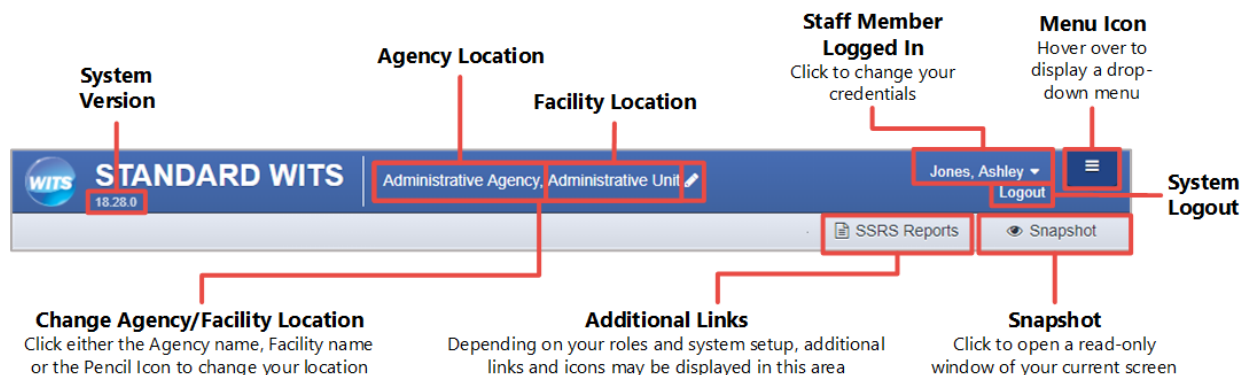 Staff Member
Logged In
Click to change your
credentials
Menu Icon
Hover over to
display a drop-
down menu
Agency Location
System
Version
Facility Location
WITS
STANDARD WITS
18.28.0
Administrative Agency, Administrative Unit
Jones, Ashley
Logout
System
Logout
SSRS Reports
Snapshot
Change Agency/Facility Location
Click either the Agency name, Facility name
or the Pencil Icon to change your location
Additional Links
Depending on your roles and system setup, additional
links and icons may be displayed in this area
Snapshot
Click to open a read-only
window of your current screen